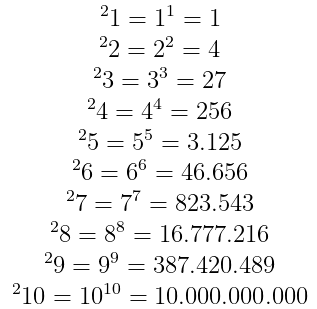 ²1 = 1¹ = 1
²2 = 2² = 4
²3 = 3³ = 27
²4 = 4⁴ = 256
²5 = 5⁵ = 3.125
²6 = 6⁶ = 46.656
²7 = 7⁷ = 823.543
²8 = 8⁸ = 16.777.216
²9 = 9⁹ = 387.420.489
²10 = 10¹⁰ = 10.000.000.000